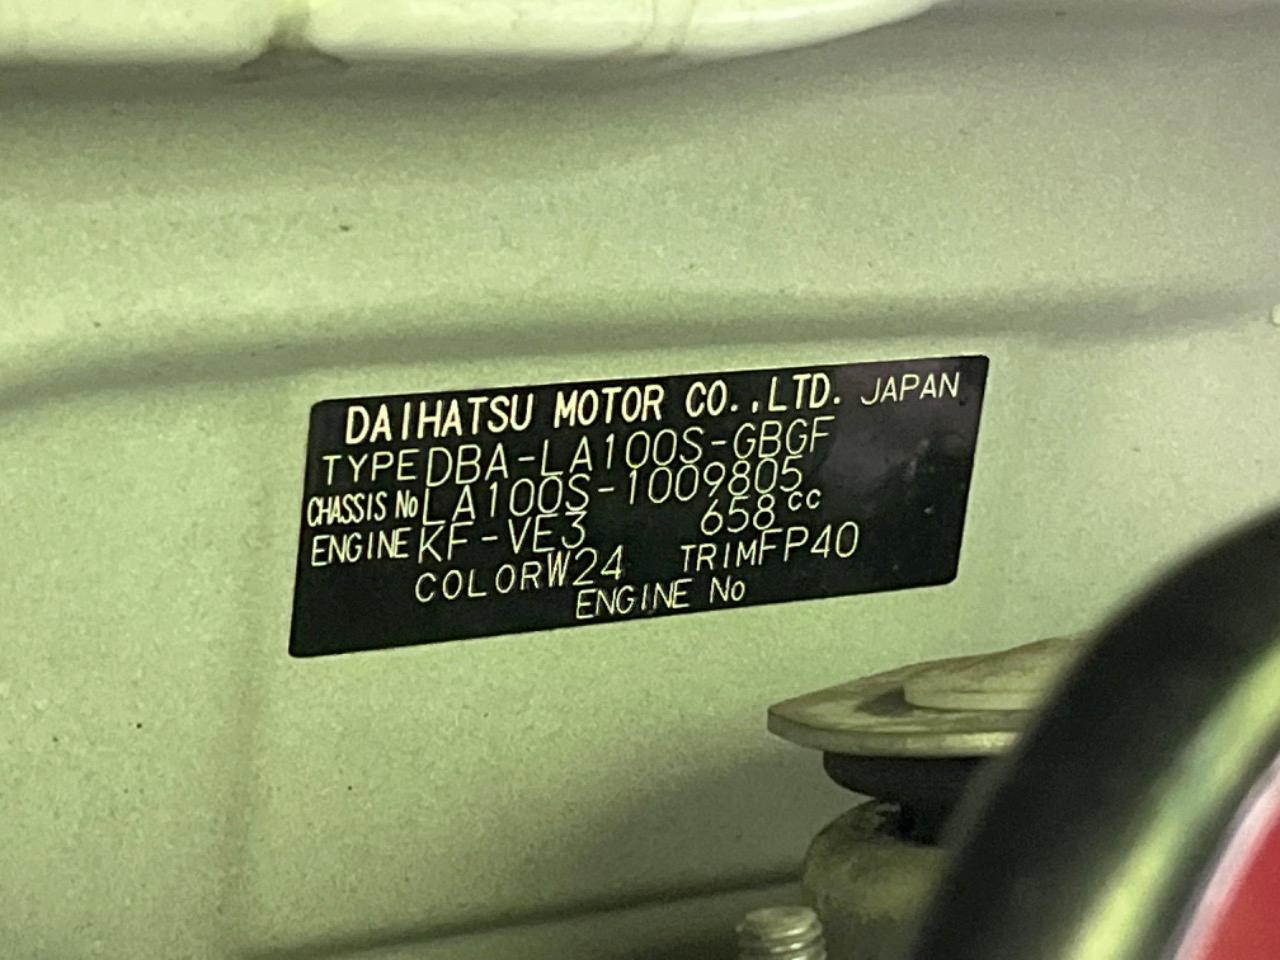 DAIHATSU MOTOR CO.,LTD. JAPAN
TYPE DBA-LA100S-GBGF
CHASSIS No LA100S-1009805
ENGINE KF-VE3 658cc
COLOR W24 TRIM FP40
ENGINE No